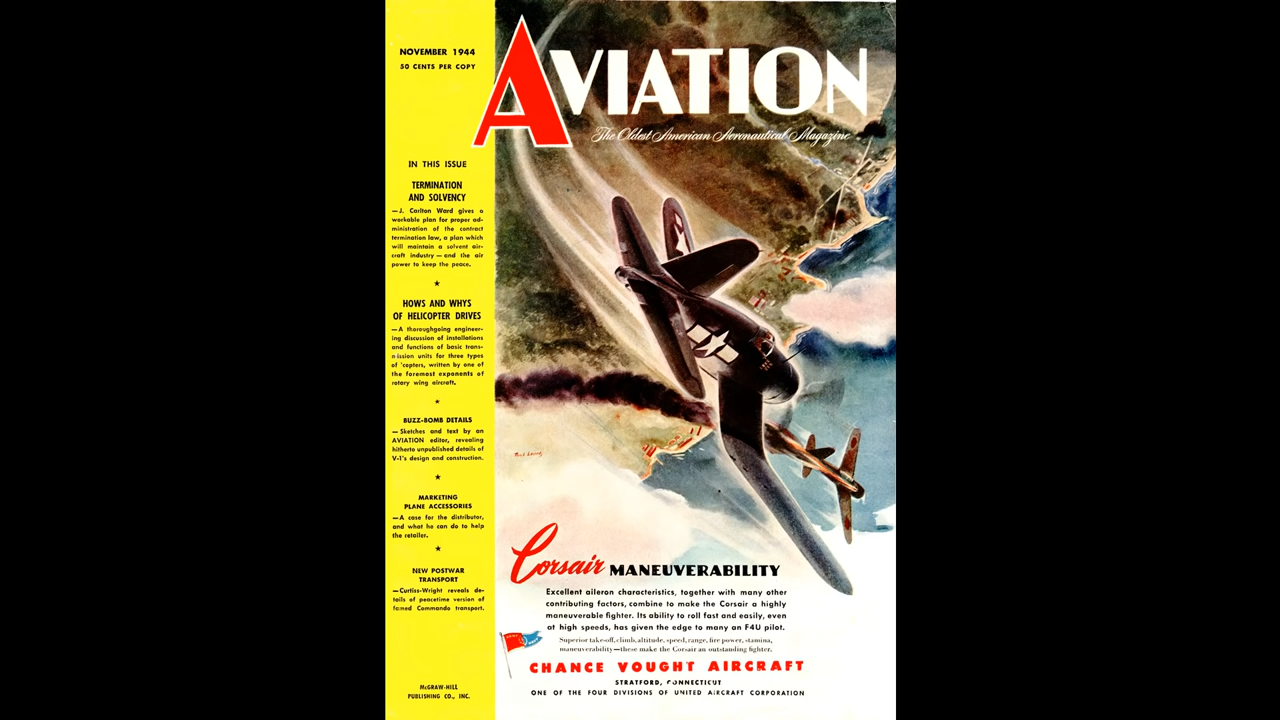 NOVEMBER 1944
50 CENTS PER COPY
AVIATION
The Oldest American Aeronautical Magazine
IN THIS ISSUE
TERMINATION
AND SOLVENCY
—J. Carlton Ward gives a
workable plan for proper ad-
ministration of the contract
termination law, a plan which
will maintain a solvent air-
craft industry—and the air
power to keep the peace.
HOWS AND WHYS
OF HELICOPTER DRIVES
—A thoroughgoing engineer-
ing discussion of installations
and functions of basic trans-
mission units for three types
of 'copters, written by one of
the foremost exponents of
rotary wing aircraft.
BUZZ-BOMB DETAILS
—Sketches and text by an
AVIATION editor, revealing
hitherto unpublished details of
V-1's design and construction.
MARKETING
PLANE ACCESSORIES
—A case for the distributor,
and what he can do to help
the retailer.
NEW POSTWAR
TRANSPORT
—Curtiss-Wright reveals de-
tails of peacetime version of
famed Commando transport.
McGRAW-HILL
PUBLISHING CO., INC.
Corsair MANEUVERABILITY
Excellent aileron characteristics, together with many other
contributing factors, combine to make the Corsair a highly
maneuverable fighter. Its ability to roll fast and easily, even
at high speeds, has given the edge to many an F4U pilot.
Superior take-off, climb, altitude, speed, range, fire power, stamina,
maneuverability—these make the Corsair an outstanding fighter.
CHANCE VOUGHT AIRCRAFT
STRATFORD, CONNECTICUT
ONE OF THE FOUR DIVISIONS OF UNITED AIRCRAFT CORPORATION